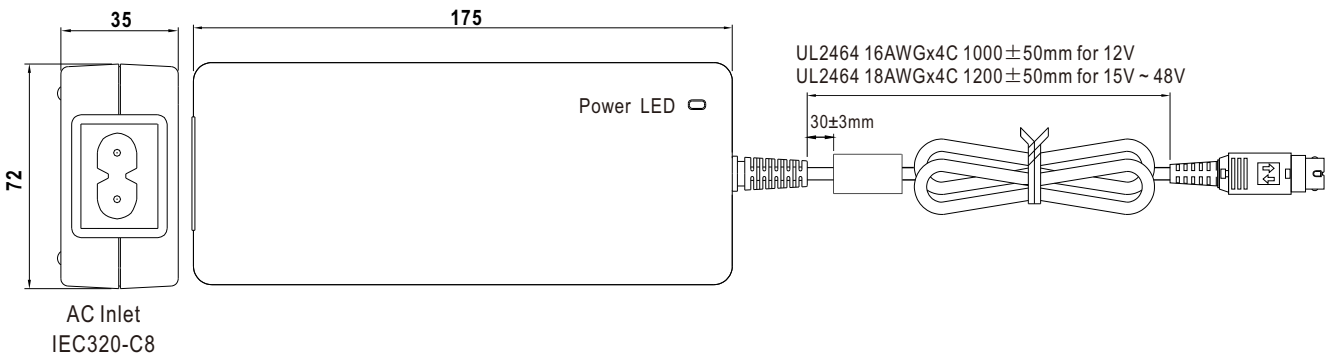 35
175
72
UL2464 16AWGx4C 1000±50mm for 12V
UL2464 18AWGx4C 1200±50mm for 15V ~ 48V
Power LED
30±3mm
AC Inlet
IEC320-C8